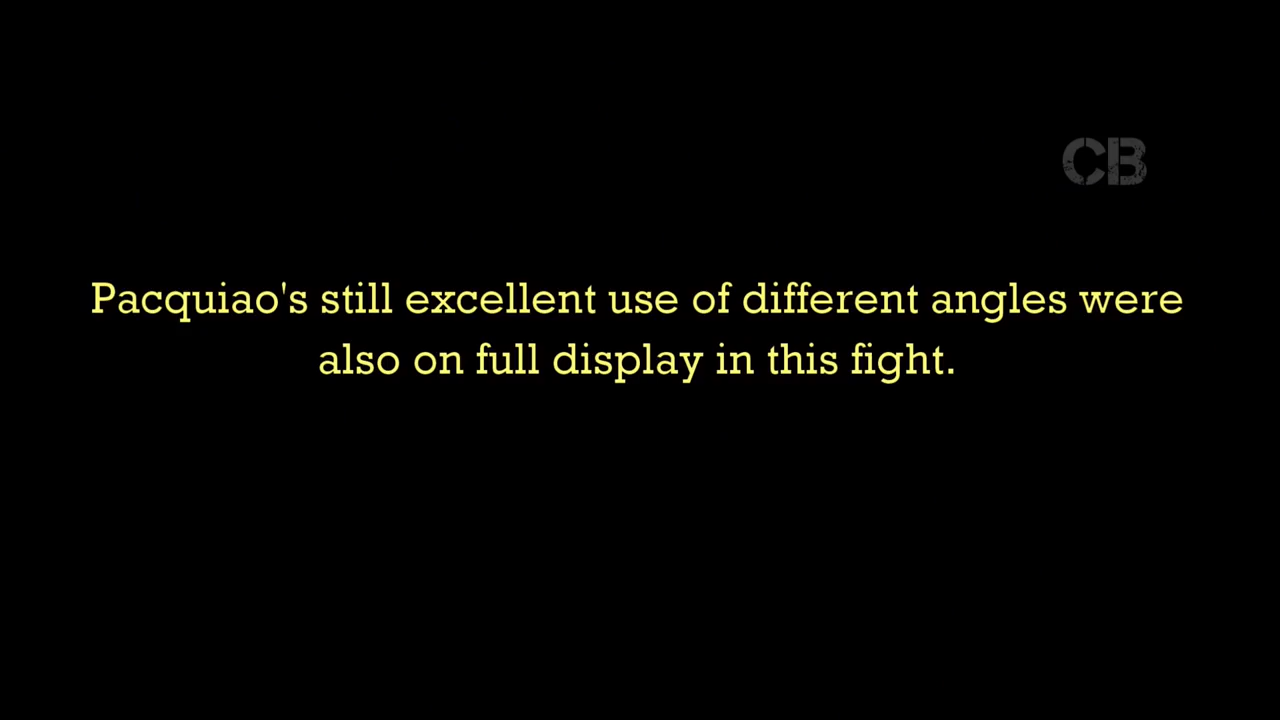 CB
Pacquiao's still excellent use of different angles were
also on full display in this fight.